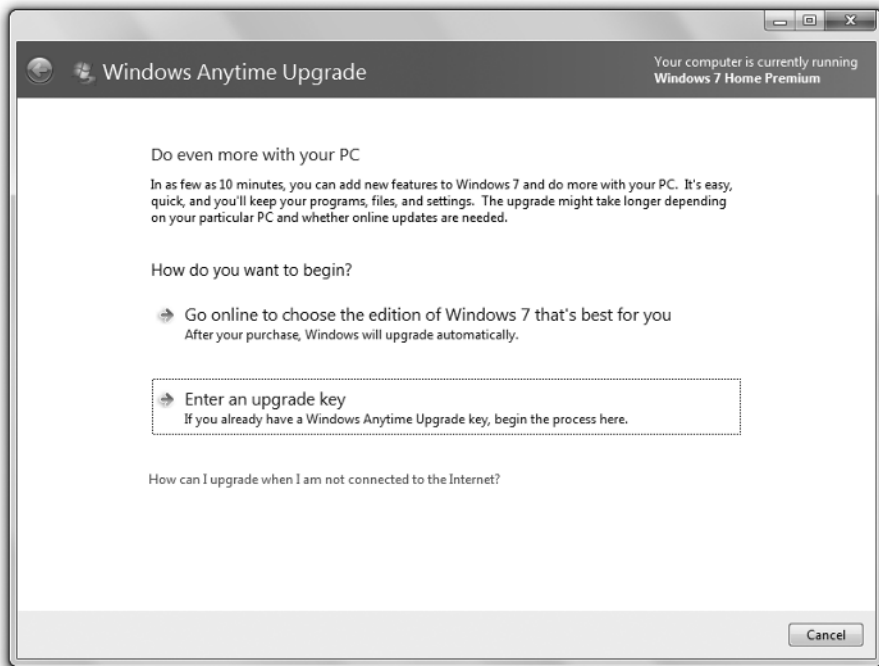 Windows Anytime Upgrade
Your computer is currently running
Windows 7 Home Premium
Do even more with your PC
In as few as 10 minutes, you can add new features to Windows 7 and do more with your PC. It's easy,
quick, and you'll keep your programs, files, and settings. The upgrade might take longer depending
on your particular PC and whether online updates are needed.
How do you want to begin?
Go online to choose the edition of Windows 7 that's best for you
After your purchase, Windows will upgrade automatically.
Enter an upgrade key
If you already have a Windows Anytime Upgrade key, begin the process here.
How can I upgrade when I am not connected to the Internet?
Cancel